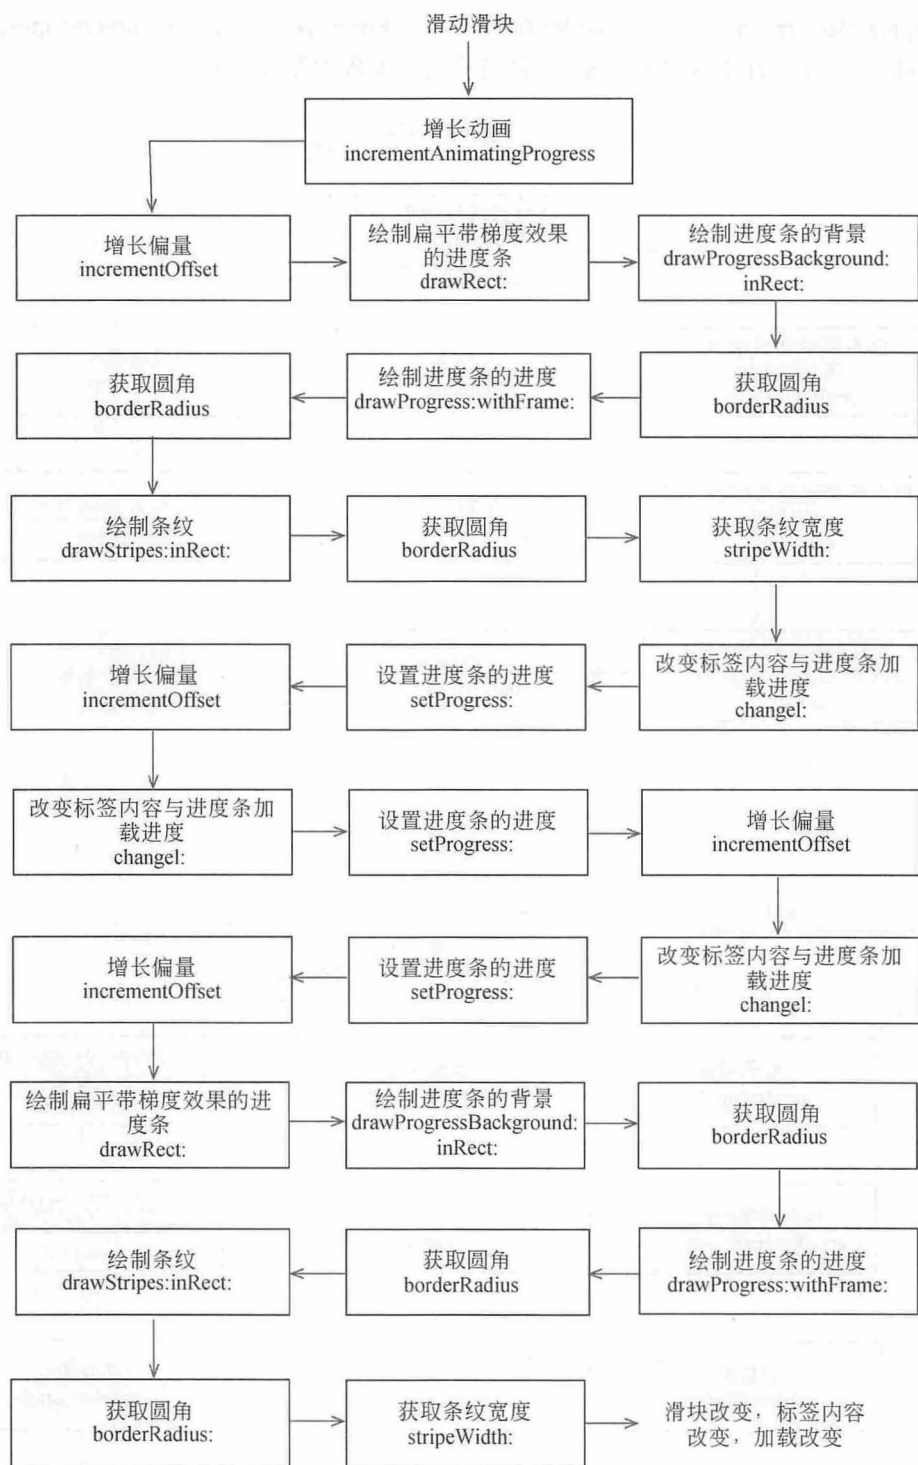 滑动滑块
增长动画
incrementAnimatingProgress
增长偏量
incrementOffset
绘制扁平带梯度效果
的进度条
drawRect:
绘制进度条的背景
drawProgressBackground:
inRect:
获取圆角
borderRadius
绘制进度条的进度
drawProgress:withFrame:
获取圆角
borderRadius
绘制条纹
drawStripes:inRect:
获取圆角
borderRadius
获取条纹宽度
stripeWidth:
改变标签内容与进度条加
载进度
changel:
设置进度条的进度
setProgress:
增长偏量
incrementOffset
改变标签内容与进度条加
载进度
changel:
设置进度条的进度
setProgress:
增长偏量
incrementOffset
改变标签内容与进度条加
载进度
changel:
设置进度条的进度
setProgress:
增长偏量
incrementOffset
绘制扁平带梯度效果的进
度条
drawRect:
绘制进度条的背景
drawProgressBackground:
inRect:
获取圆角
borderRadius
绘制进度条的进度
drawProgress:withFrame:
获取圆角
borderRadius
绘制条纹
drawStripes:inRect:
获取圆角
borderRadius:
获取条纹宽度
stripeWidth:
滑块改变，标签内容
改变，加载改变